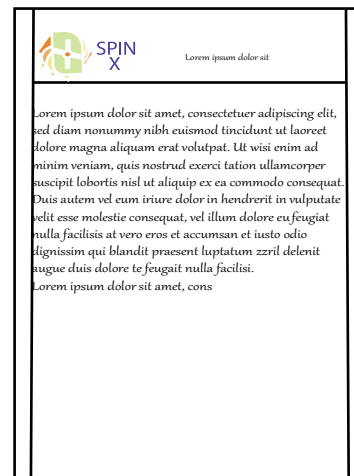 SPIN
X
Lorem ipsum dolor sit
Lorem ipsum dolor sit amet, consectetuer adipiscing elit,
sed diam nonummy nibh euismod tincidunt ut laoreet
dolore magna aliquam erat volutpat. Ut wisi enim ad
minim veniam, quis nostrud exerci tation ullamcorper
suscipit lobortis nisl ut aliquip ex ea commodo consequat.
Duis autem vel eum iriure dolor in hendrerit in vulputate
velit esse molestie consequat, vel illum dolore eu feugiat
nulla facilisis at vero eros et accumsan et iusto odio
dignissim qui blandit praesent luptatum zzril delenit
augue duis dolore te feugait nulla facilisi.
Lorem ipsum dolor sit amet, cons